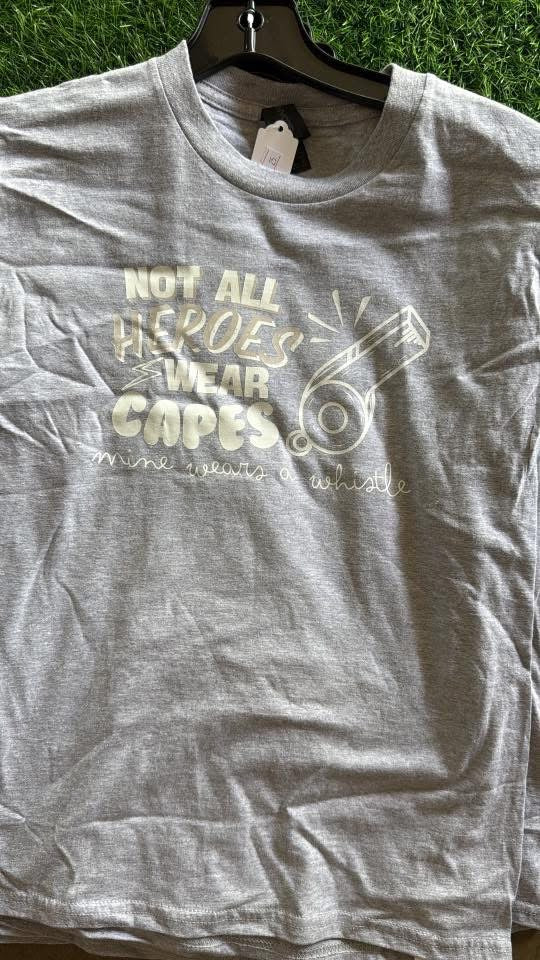 NOT ALL
HEROES
WEAR
CAPES
mine wears a whistle